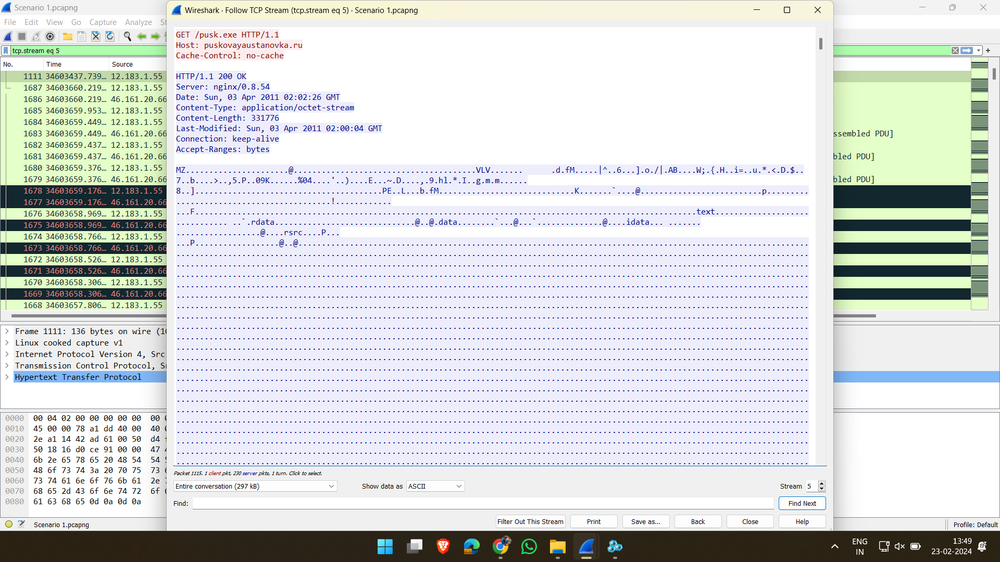 Scenario 1.pcapng
File Edit View Go Capture Analyze St
tcp.stream eq 5
No. Time Source
1111 34603437.739... 12.183.1.55
1687 34603660.219... 12.183.1.55
1686 34603660.219... 46.161.20.66
1685 34603659.953... 12.183.1.55
1684 34603659.449... 12.183.1.55
1683 34603659.449... 46.161.20.66
1682 34603659.437... 12.183.1.55
1681 34603659.437... 46.161.20.66
1680 34603659.376... 12.183.1.55
1679 34603659.376... 46.161.20.66
1678 34603659.176... 12.183.1.55
1677 34603659.176... 46.161.20.66
1676 34603658.969... 12.183.1.55
1675 34603658.969... 46.161.20.66
1674 34603658.766... 12.183.1.55
1673 34603658.766... 46.161.20.66
1672 34603658.526... 12.183.1.55
1671 34603658.526... 46.161.20.66
1670 34603658.306... 12.183.1.55
1669 34603658.306... 46.161.20.66
1668 34603657.806... 12.183.1.55
ssembled PDU]
bled PDU]
bled PDU]
Frame 1111: 136 bytes on wire (10
Linux cooked capture v1
Internet Protocol Version 4, Src
Transmission Control Protocol, S
Hypertext Transfer Protocol
0000 00 04 02 00 00 00 00 00 00
0010 45 00 00 78 a1 dd 40 00 40
0020 2e a1 14 42 ad 61 00 50 d4
0030 50 18 16 d0 ce 91 00 00 47
0040 6b 2e 65 78 65 20 48 54 54
0050 48 6f 73 74 3a 20 70 75 73
0060 73 74 61 6e 6f 76 6b 61 2e
0070 68 65 2d 43 6f 6e 74 72 6f
0080 61 63 68 65 0d 0a 0d 0a
Scenario 1.pcapng
Profile: Default
Wireshark · Follow TCP Stream (tcp.stream eq 5) · Scenario 1.pcapng
GET /pusk.exe HTTP/1.1
Host: puskovayaustanovka.ru
Cache-Control: no-cache
HTTP/1.1 200 OK
Server: nginx/0.8.54
Date: Sun, 03 Apr 2011 02:02:26 GMT
Content-Type: application/octet-stream
Content-Length: 331776
Last-Modified: Sun, 03 Apr 2011 02:00:04 GMT
Connection: keep-alive
Accept-Ranges: bytes
MZ......................@.......................................VLV....... .d.fM.....|^..6...].o./|.AB....W;.{.H..i=..u.*.<.D.$..
7..b....>..,5.P..09K......%04....'..)....E...~.D....,.9.hl.*.I..g.m.m......
8..]........................................PE..L...b.fM.............................K.......`....@..........................p.........
.................................!............
...F...........................................................................................................text....................
........... ..`.rdata..............................@..@.data........`...@...`..............@....idata... .......
..................@....rsrc....P...
...P..................@..@
Packet 1115. 1 client pkt, 230 server pkts, 1 turn. Click to select.
Entire conversation (297 kB)
Show data as ASCII
Stream 5
Find:
Find Next
Filter Out This Stream Print Save as... Back Close Help
ENG
IN
13:49
23-02-2024